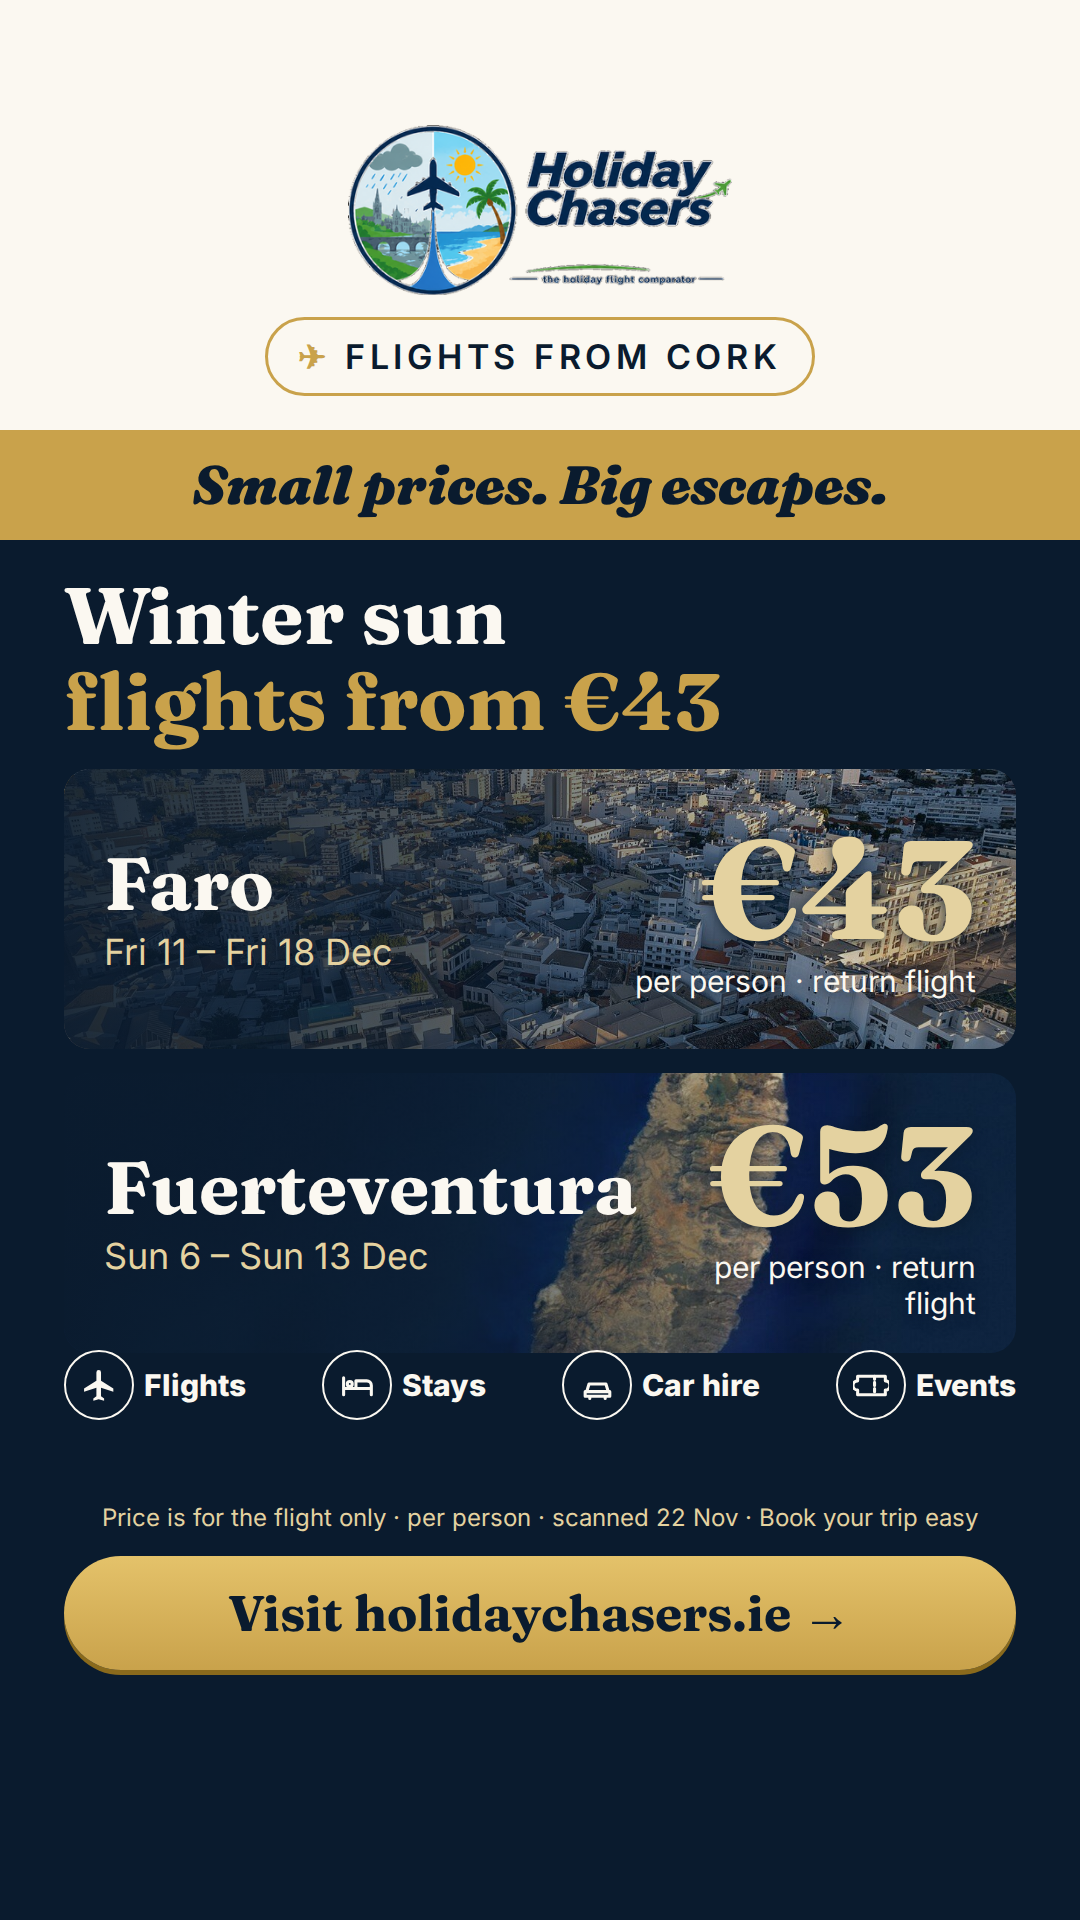 Holiday
Chasers
the holiday flight comparator
✈ FLIGHTS FROM CORK
Small prices. Big escapes.
Winter sun
flights from €43
Faro
Fri 11 – Fri 18 Dec
€43
per person · return flight
Fuerteventura
Sun 6 – Sun 13 Dec
€53
per person · return
flight
Flights
Stays
Car hire
Events
Price is for the flight only · per person · scanned 22 Nov · Book your trip easy
Visit holidaychasers.ie →